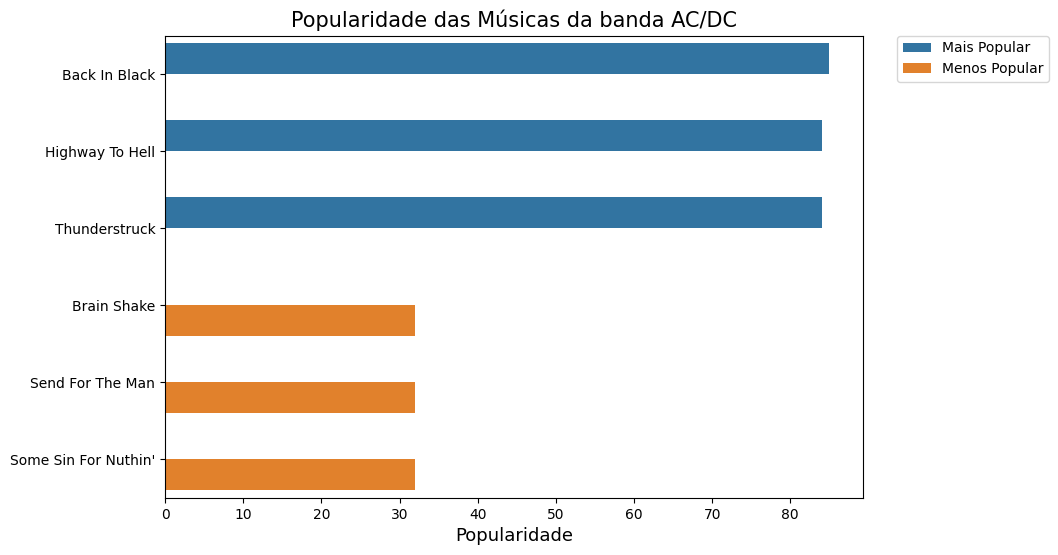 Popularidade das Músicas da banda AC/DC
Mais Popular
Menos Popular
Back In Black
Highway To Hell
Thunderstruck
Brain Shake
Send For The Man
Some Sin For Nuthin'
0 10 20 30 40 50 60 70 80
Popularidade